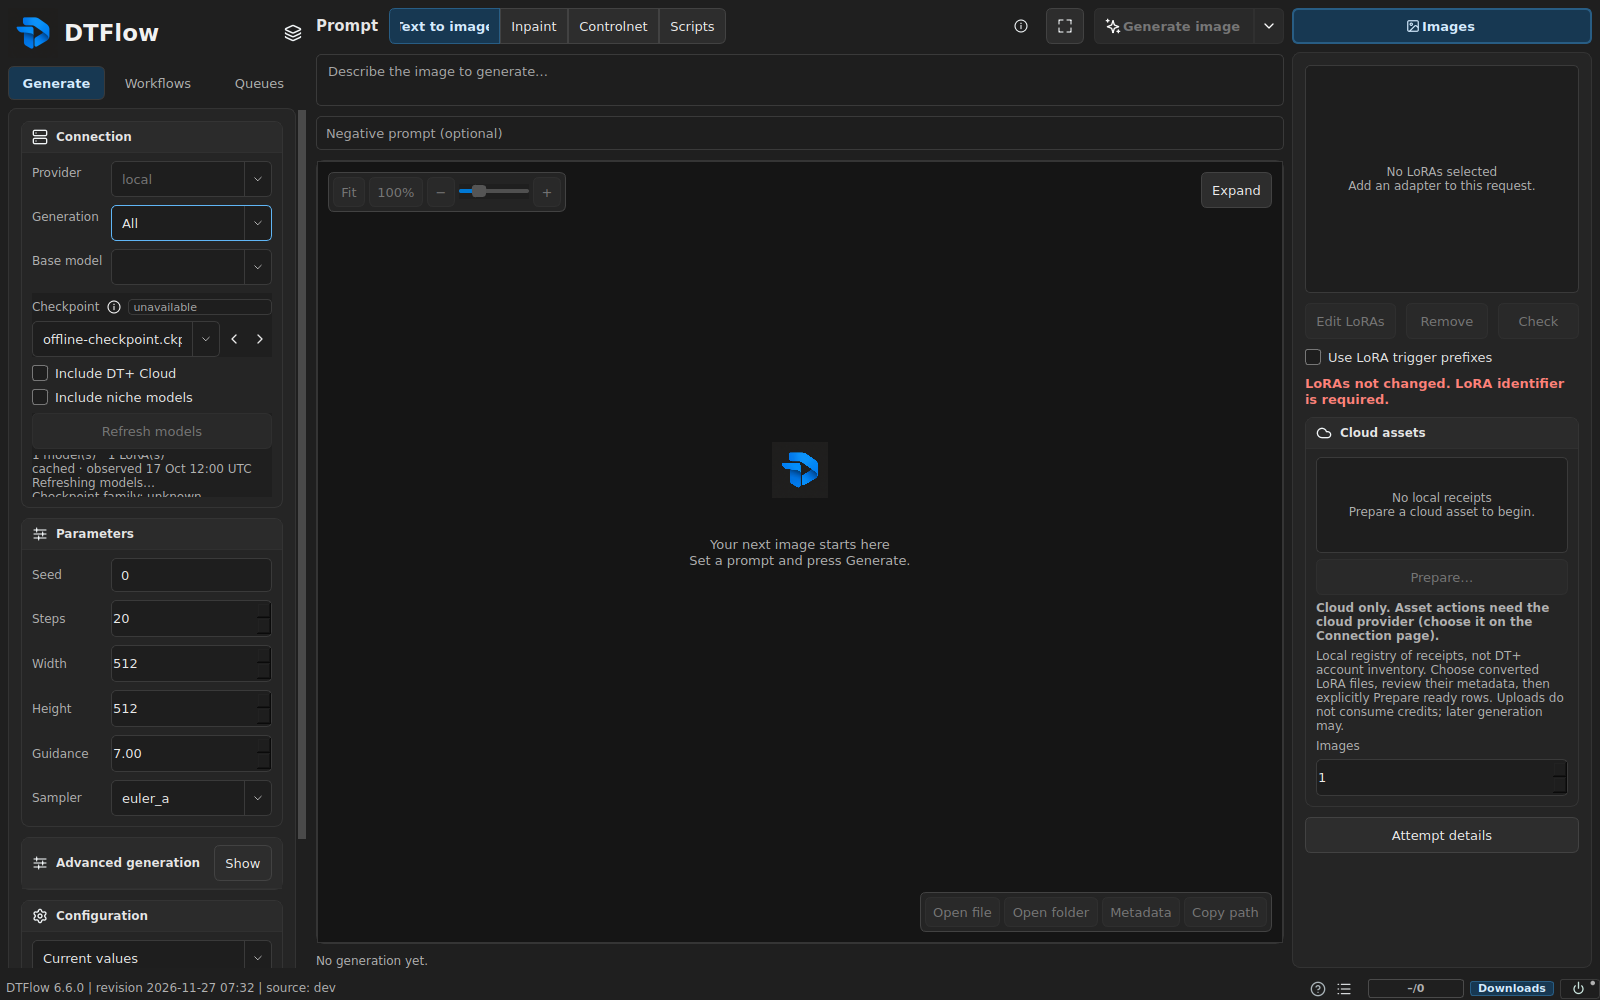 DTFlow
Generate
Workflows
Queues
Connection
Provider
local
Generation
All
Base model
Checkpoint
unavailable
offline-checkpoint.ckp
Include DT+ Cloud
Include niche models
Refresh models
1 model(s) · 1 LoRA(s)
cached · observed 17 Oct 12:00 UTC
Refreshing models...
Checkpoint family: unknown
Parameters
Seed
0
Steps
20
Width
512
Height
512
Guidance
7.00
Sampler
euler_a
Advanced generation
Show
Configuration
Current values
Prompt
Text to image
Inpaint
Controlnet
Scripts
Generate image
Describe the image to generate...
Negative prompt (optional)
Fit
100%
−
+
Expand
Your next image starts here
Set a prompt and press Generate.
Open file
Open folder
Metadata
Copy path
No generation yet.
Images
No LoRAs selected
Add an adapter to this request.
Edit LoRAs
Remove
Check
Use LoRA trigger prefixes
LoRAs not changed. LoRA identifier
is required.
Cloud assets
No local receipts
Prepare a cloud asset to begin.
Prepare...
Cloud only. Asset actions need the
cloud provider (choose it on the
Connection page).
Local registry of receipts, not DT+
account inventory. Choose converted
LoRA files, review their metadata, then
explicitly Prepare ready rows. Uploads do
not consume credits; later generation
may.
Images
1
Attempt details
DTFlow 6.6.0 | revision 2026-11-27 07:32 | source: dev
-/0
Downloads